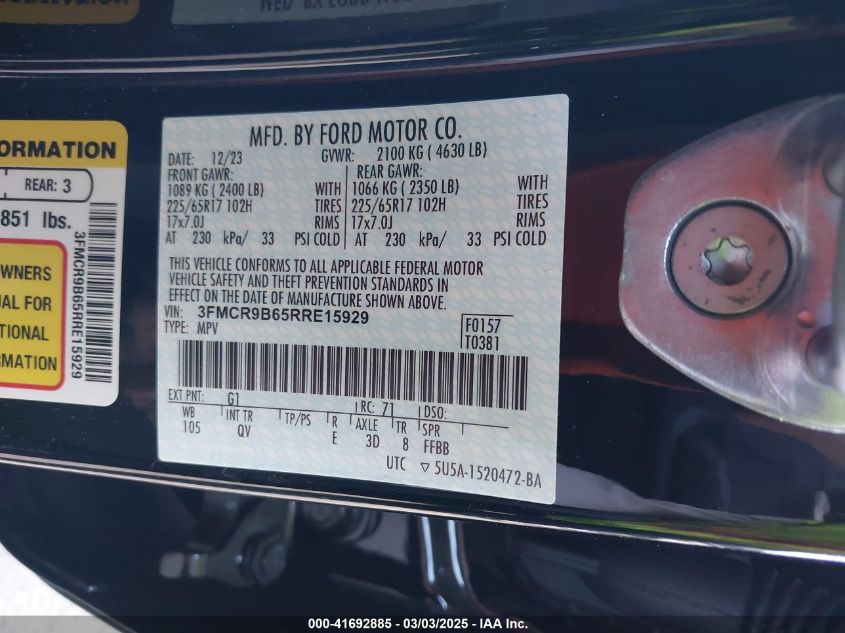 MFD. BY FORD MOTOR CO.
DATE: 12/23 GVWR: 2100 KG ( 4630 LB)
FRONT GAWR: REAR GAWR:
1089 KG ( 2400 LB) WITH 1066 KG ( 2350 LB) WITH
225/65R17 102H TIRES 225/65R17 102H TIRES
17x7.0J RIMS 17x7.0J RIMS
AT 230 kPa/ 33 PSI COLD AT 230 kPa/ 33 PSI COLD
THIS VEHICLE CONFORMS TO ALL APPLICABLE FEDERAL MOTOR
VEHICLE SAFETY AND THEFT PREVENTION STANDARDS IN
EFFECT ON THE DATE OF MANUFACTURE SHOWN ABOVE.
VIN: 3FMCR9B65RRE15929
TYPE: MPV
F0157
T0381
EXT PNT: G1 RC: 71 DSO:
WB INT TR TP/PS R AXLE TR SPR
105 QV E 3D 8 FFBB
UTC ▽ 5U5A-1520472-BA
ORMATION
REAR: 3
851 lbs.
3FMCR9B65RRE15929
WNERS
UAL FOR
TIONAL
RMATION
000-41692885 - 03/03/2025 - IAA Inc.